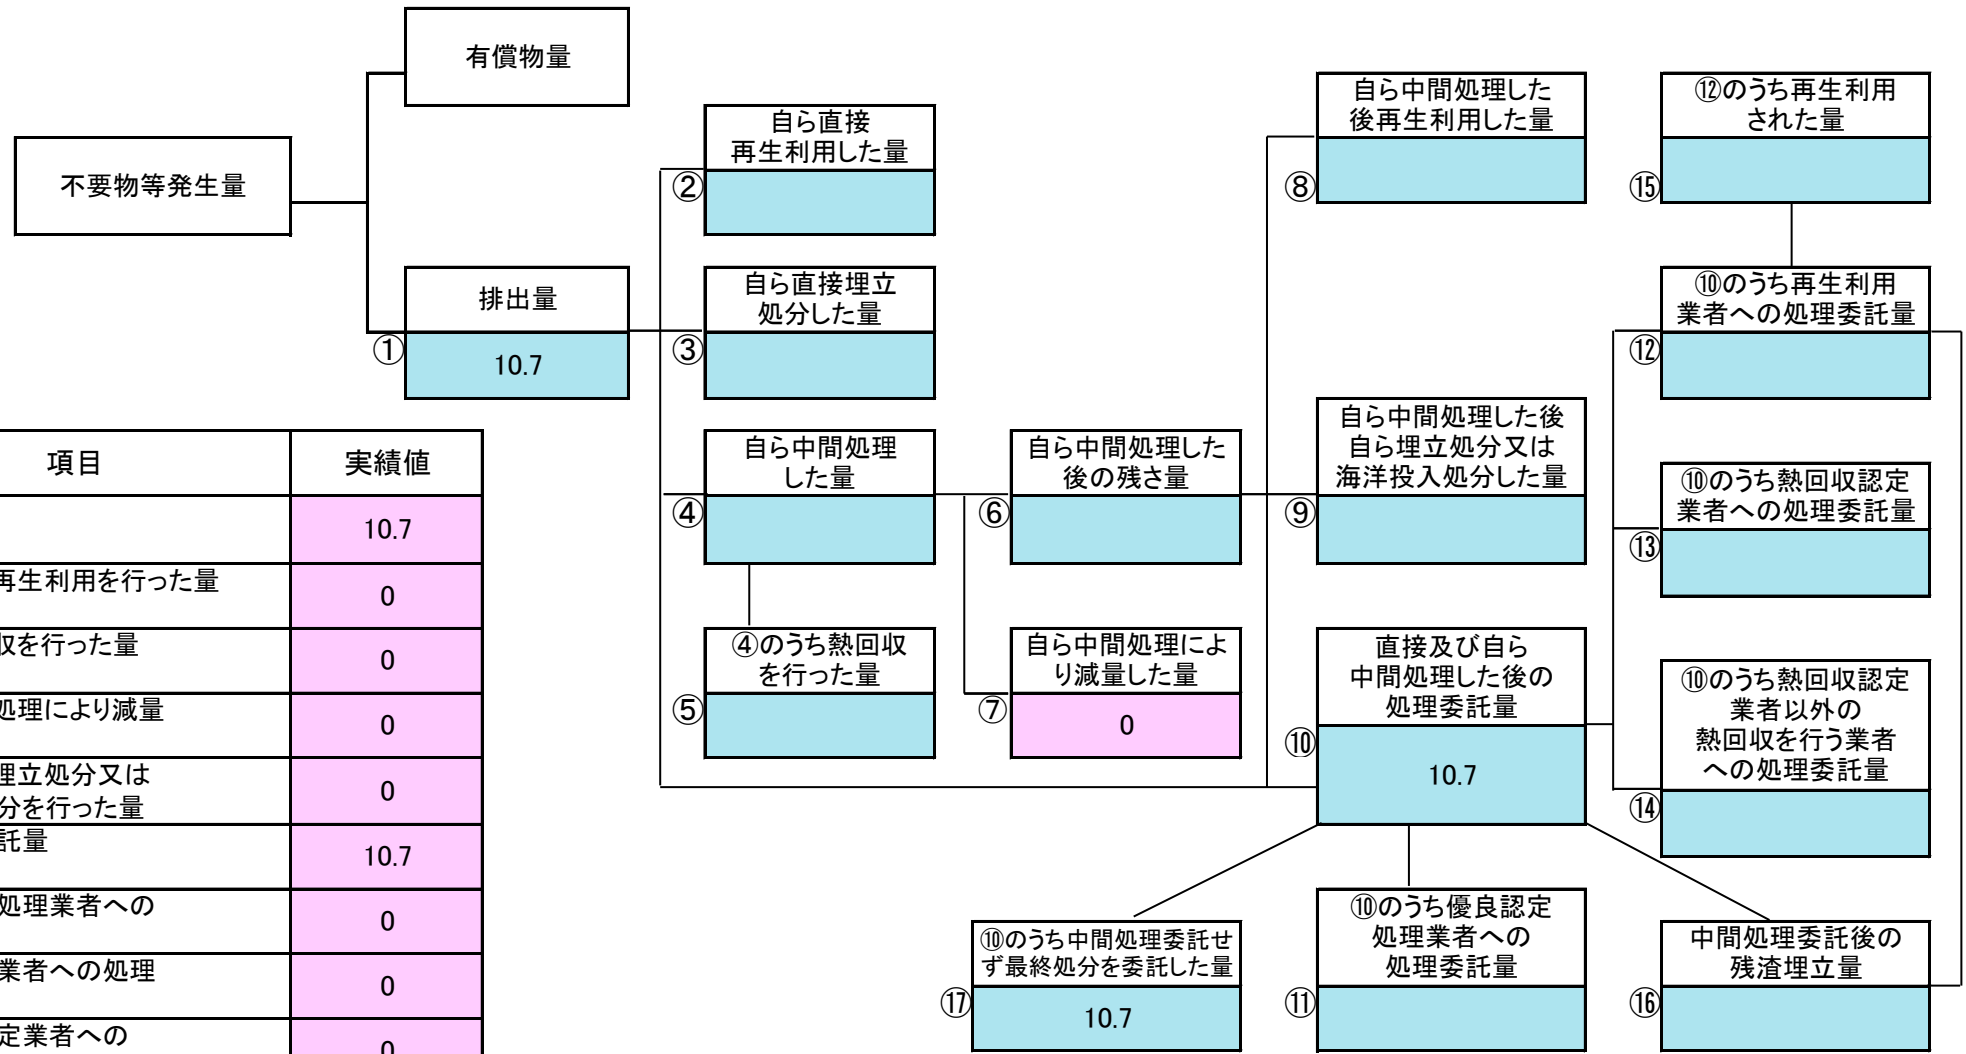 有償物量
不要物等発生量
自ら直接
再生利用した量
②
自ら中間処理した
後再生利用した量
⑧
⑫のうち再生利用
された量
⑮
排出量
①
10.7
自ら直接埋立
処分した量
③
⑩のうち再生利用
業者への処理委託量
⑫
自ら中間処理
した量
④
自ら中間処理した
後の残さ量
⑥
自ら中間処理した後
自ら埋立処分又は
海洋投入処分した量
⑨
⑩のうち熱回収認定
業者への処理委託量
⑬
④のうち熱回収
を行った量
⑤
自ら中間処理によ
り減量した量
⑦
0
直接及び自ら
中間処理した後の
処理委託量
⑩
10.7
⑩のうち熱回収認定
業者以外の
熱回収を行う業者
への処理委託量
⑭
⑩のうち中間処理委託せ
ず最終処分を委託した量
⑰
10.7
⑩のうち優良認定
処理業者への
処理委託量
⑪
中間処理委託後の
残渣埋立量
⑯
項目 実績値
10.7
再生利用を行った量
0
収を行った量
0
処理により減量
0
埋立処分又は
分を行った量
0
託量
10.7
処理業者への
0
業者への処理
0
定業者への
0